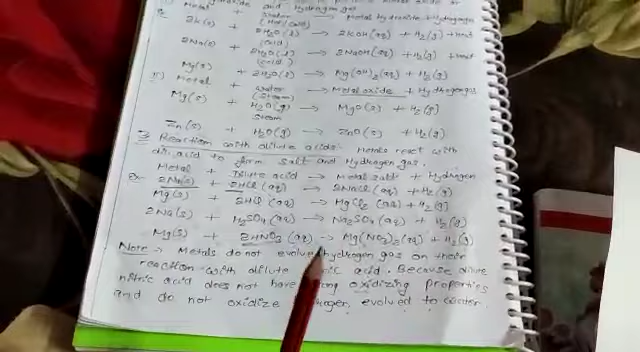 Metal + water → Metal Hydroxide + Hydrogen
(Hot/Cold)
2K(s) + 2H₂O(l) → 2KOH(aq) + H₂(g) + heat
(cold)
2Na(s) + 2H₂O(l) → 2NaOH(aq) + H₂(g) + heat
(cold)
Mg(s) + 2H₂O(l) → Mg(OH)₂(aq) + H₂(g)
Metal + water → Metal oxide + Hydrogen gas
(Steam)
Mg(s) + H₂O(g) → MgO(s) + H₂(g)
Steam
Zn(s) + H₂O(g) → ZnO(s) + H₂(g)
3 Reaction with dilute acids:- Metals react with
dil. acid to form salt and Hydrogen gas.
Metal + Dilute acid → Metal salt + Hydrogen
Ex- 2Na(s) + 2HCl(aq) → 2NaCl(aq) + H₂(g)
Mg(s) + 2HCl(aq) → MgCl₂(aq) + H₂(g)
2Na(s) + H₂SO₄(aq) → Na₂SO₄(aq) + H₂(g)
Mg(s) + 2HNO₃(aq) → Mg(NO₃)₂(aq) + H₂(g)
Note:- Metals do not evolve hydrogen gas on their
reaction with dilute ric acid. Because dilute
nitric acid does not have oxidizing properties
and do not oxidize evolved to water.